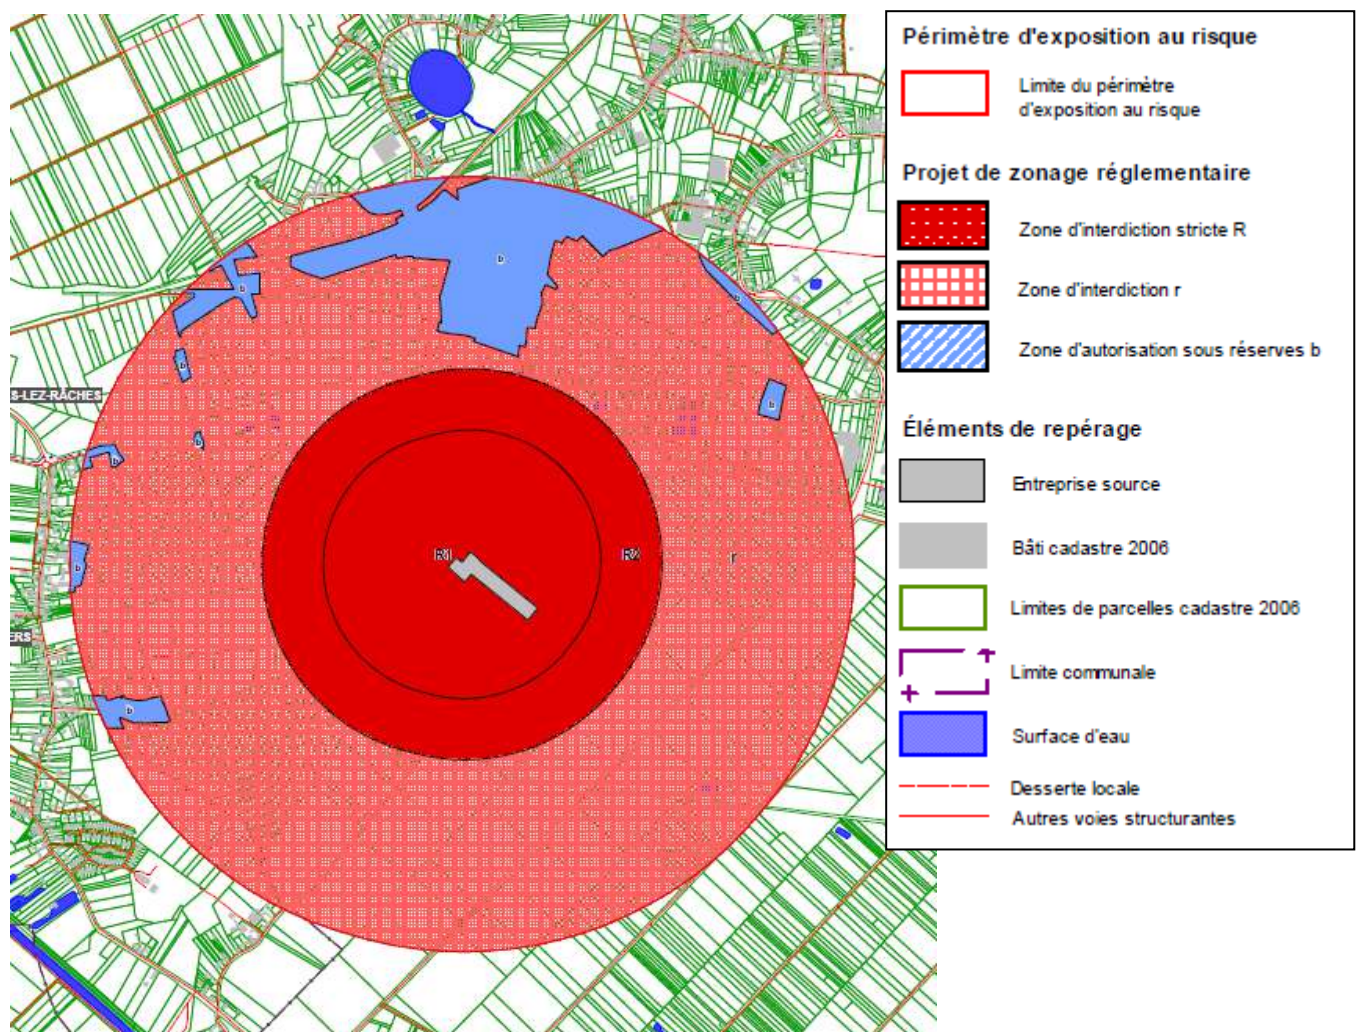 Périmètre d'exposition au risque
Limite du périmètre
d'exposition au risque
Projet de zonage réglementaire
Zone d'interdiction stricte R
Zone d'interdiction r
Zone d'autorisation sous réserves b
Éléments de repérage
Entreprise source
Bâti cadastre 2006
Limites de parcelles cadastre 2006
Limite communale
Surface d'eau
Desserte locale
Autres voies structurantes
b
b
b
b
S-LEZ-RÂCHES
b
b
b
R1
R2
r
b
ERS
b